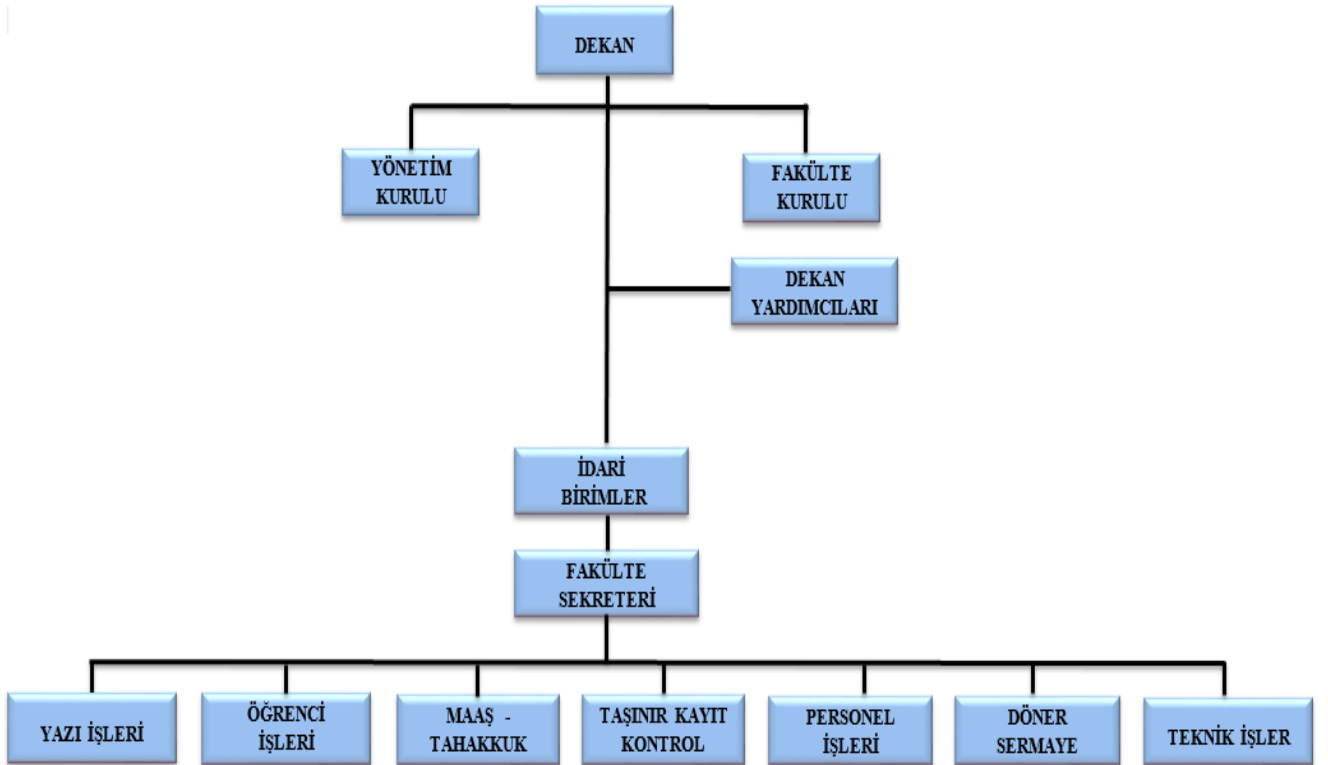 DEKAN
YÖNETİM
KURULU
FAKÜLTE
KURULU
DEKAN
YARDIMCILARI
İDARİ
BİRİMLER
FAKÜLTE
SEKRETERİ
YAZI İŞLERİ
ÖĞRENCİ
İŞLERİ
MAAŞ -
TAHAKKUK
TAŞINIR KAYIT
KONTROL
PERSONEL
İŞLERİ
DÖNER
SERMAYE
TEKNİK İŞLER